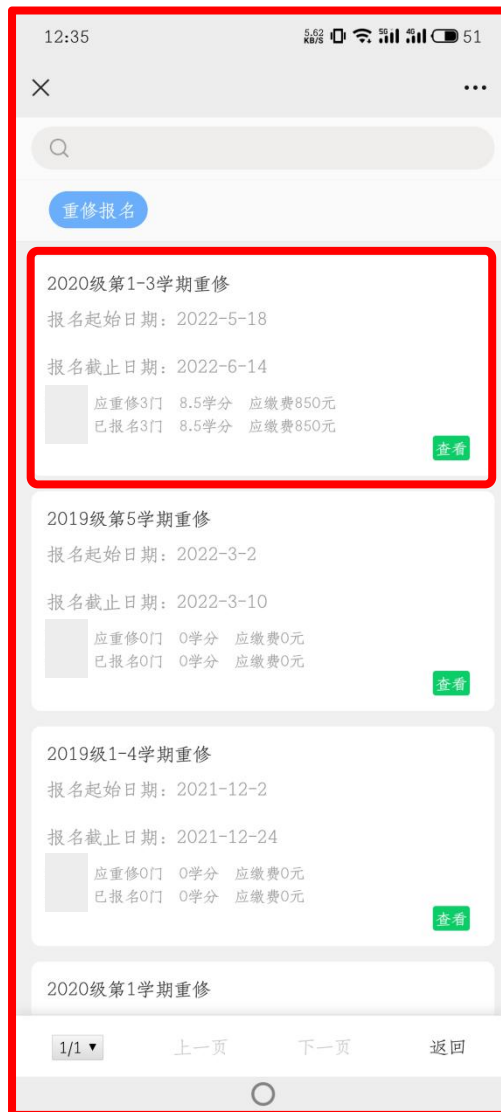 12:35 5.62 KB/S 5G 4G 51
重修报名
2020级第1-3学期重修
报名起始日期：2022-5-18
报名截止日期：2022-6-14
应重修3门 8.5学分 应缴费850元
已报名3门 8.5学分 应缴费850元
查看
2019级第5学期重修
报名起始日期：2022-3-2
报名截止日期：2022-3-10
应重修0门 0学分 应缴费0元
已报名0门 0学分 应缴费0元
查看
2019级1-4学期重修
报名起始日期：2021-12-2
报名截止日期：2021-12-24
应重修0门 0学分 应缴费0元
已报名0门 0学分 应缴费0元
查看
2020级第1学期重修
1/1 上一页 下一页 返回